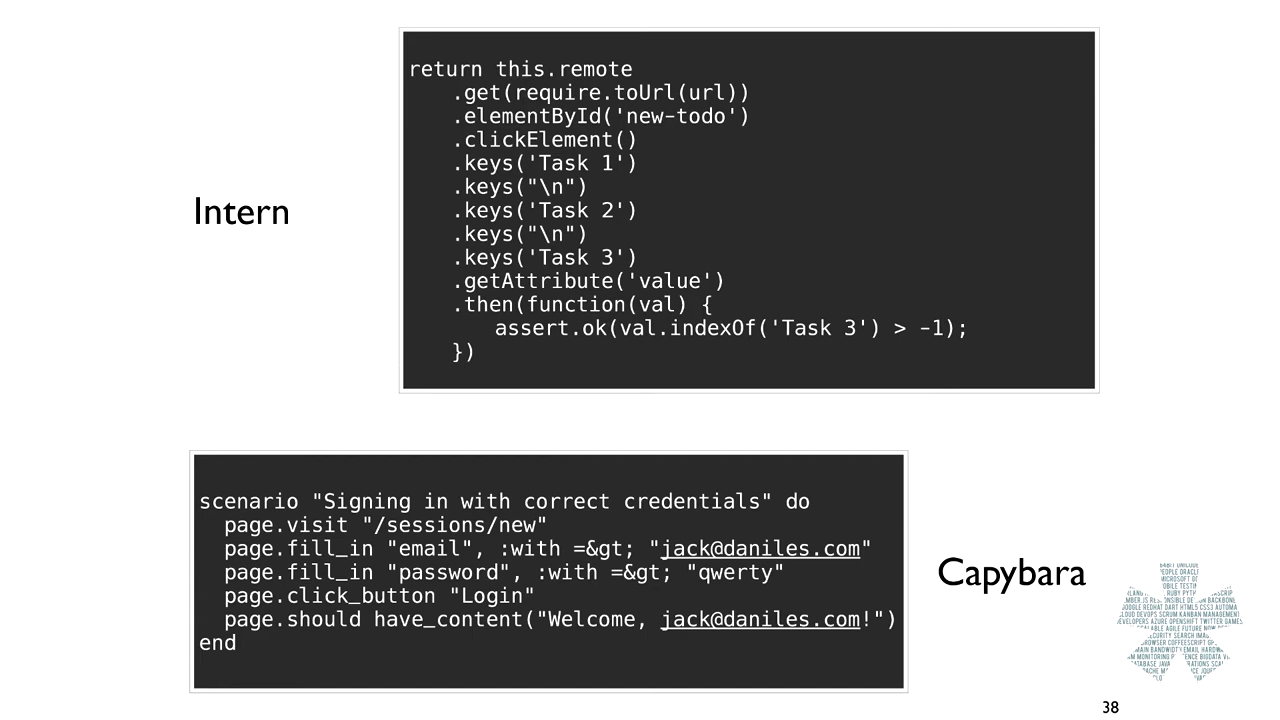 return this.remote
    .get(require.toUrl(url))
    .elementById('new-todo')
    .clickElement()
    .keys('Task 1')
    .keys("\n")
    .keys('Task 2')
    .keys("\n")
    .keys('Task 3')
    .getAttribute('value')
    .then(function(val) {
       assert.ok(val.indexOf('Task 3') > -1);
    })
Intern
scenario "Signing in with correct credentials" do
  page.visit "/sessions/new"
  page.fill_in "email", :with =&gt; "jack@daniles.com"
  page.fill_in "password", :with =&gt; "qwerty"
  page.click_button "Login"
  page.should have_content("Welcome, jack@daniles.com!")
end
Capybara
38